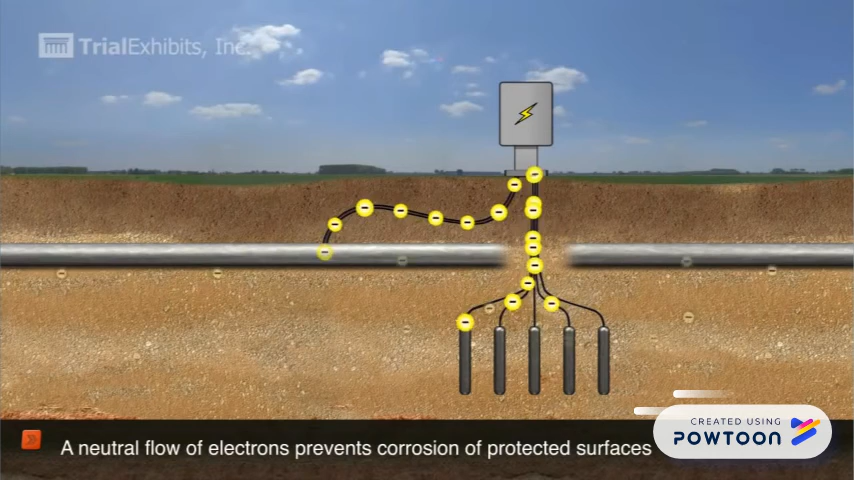 TrialExhibits, Inc.
A neutral flow of electrons prevents corrosion of protected surfaces
CREATED USING
POWTOON